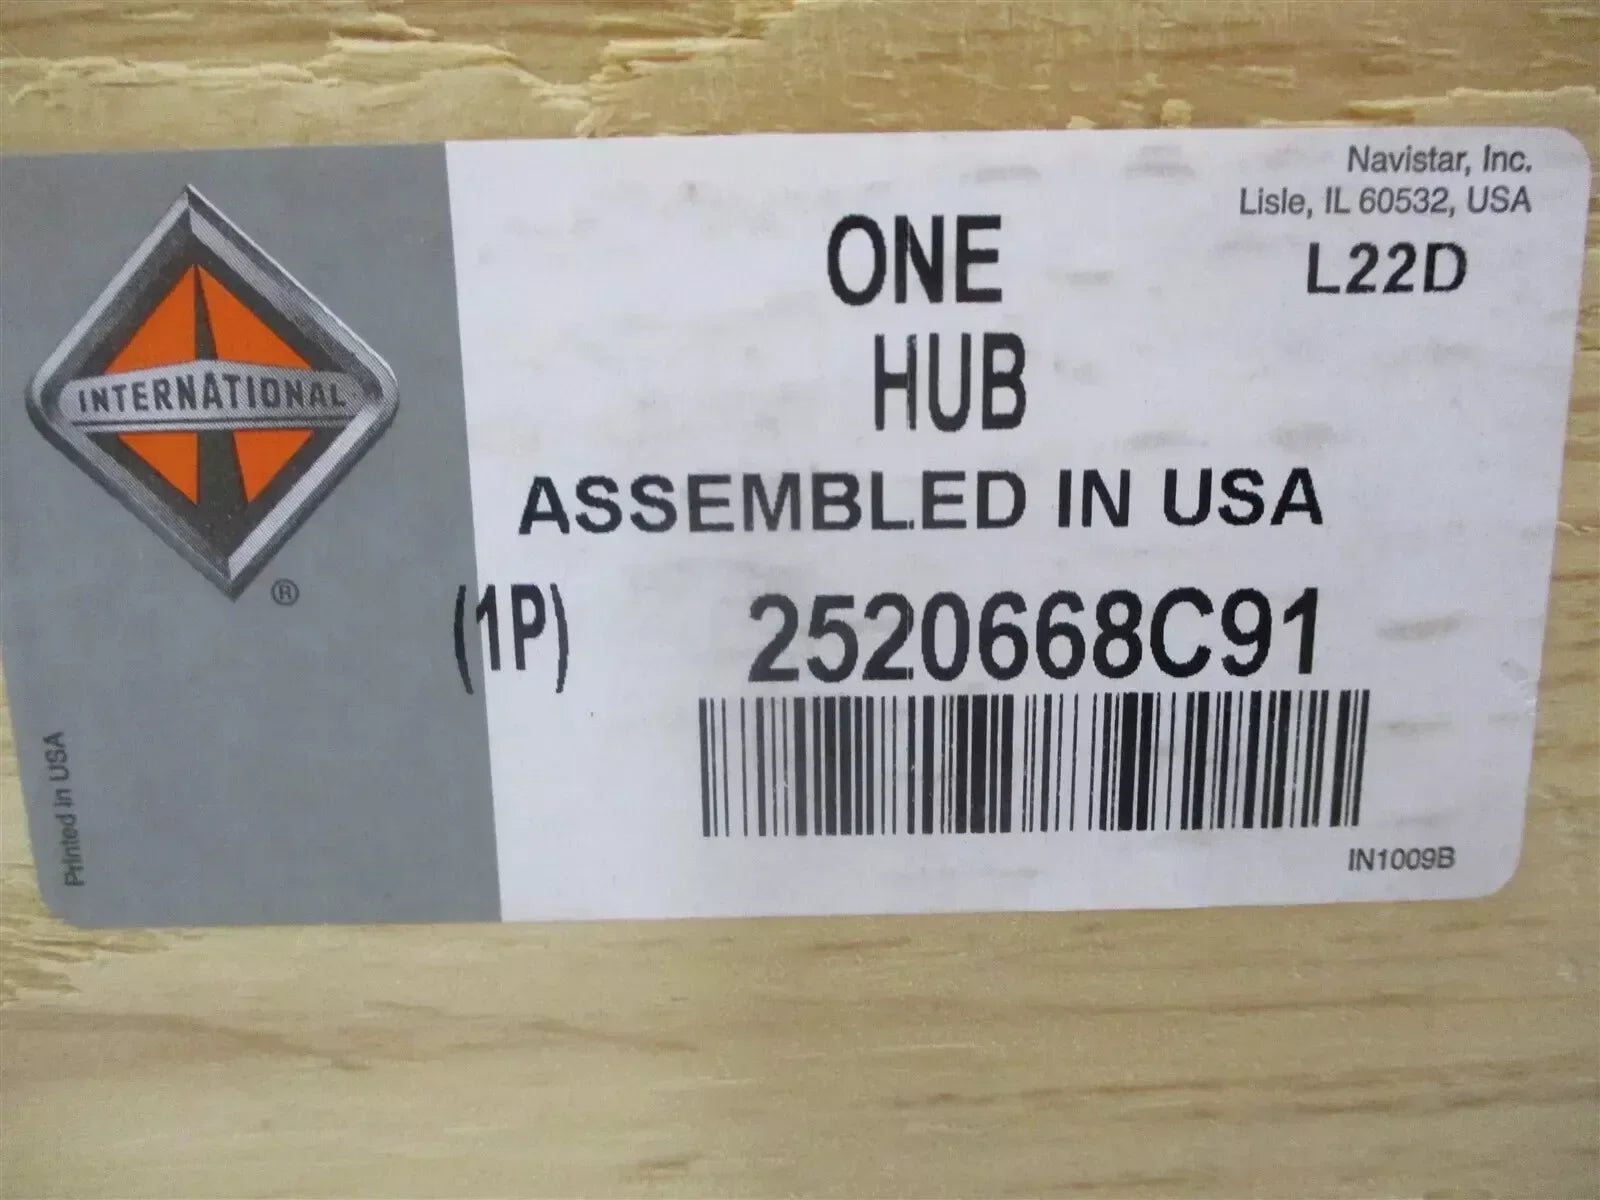 Navistar, Inc.
Lisle, IL 60532, USA
L22D
ONE
HUB
ASSEMBLED IN USA
INTERNATIONAL
®
(1P) 2520668C91
IN1009B
Printed in USA